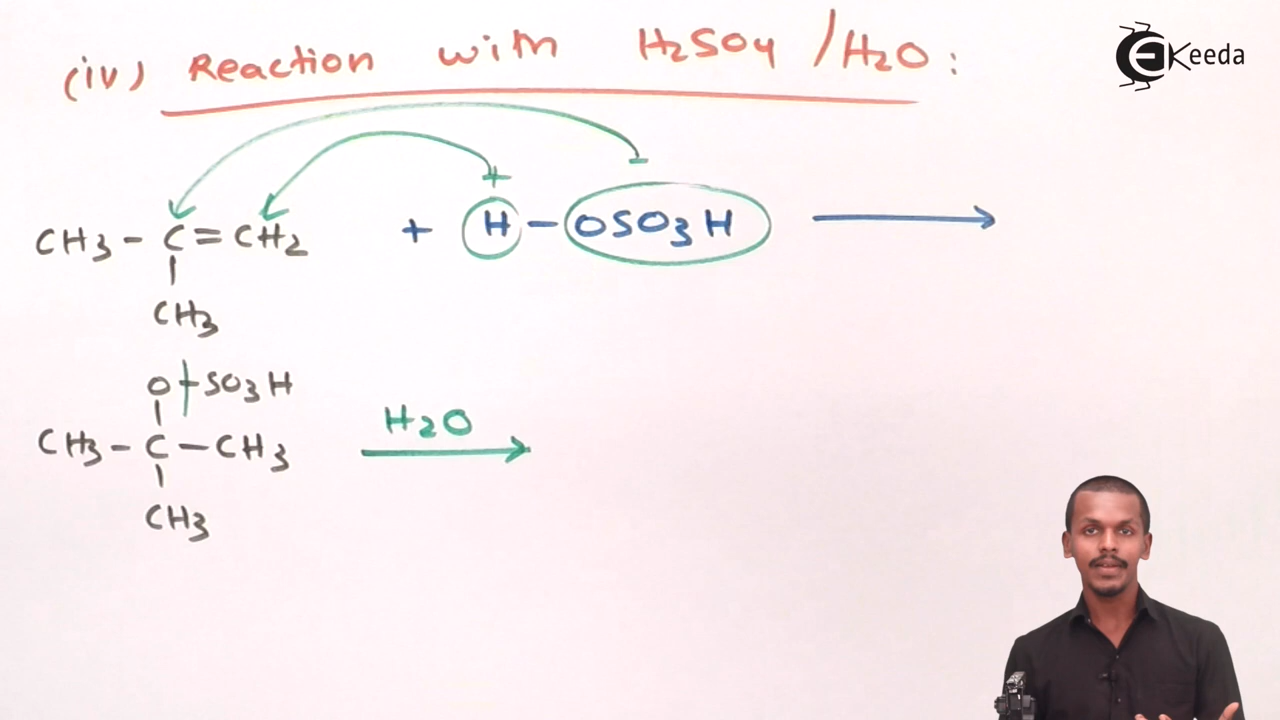 (iv) Reaction with H2SO4 /H2O:
EKeeda
+ -
CH3 - C = CH2 + H - OSO3H
CH3
O-SO3H
CH3 - C - CH3
CH3
H2O